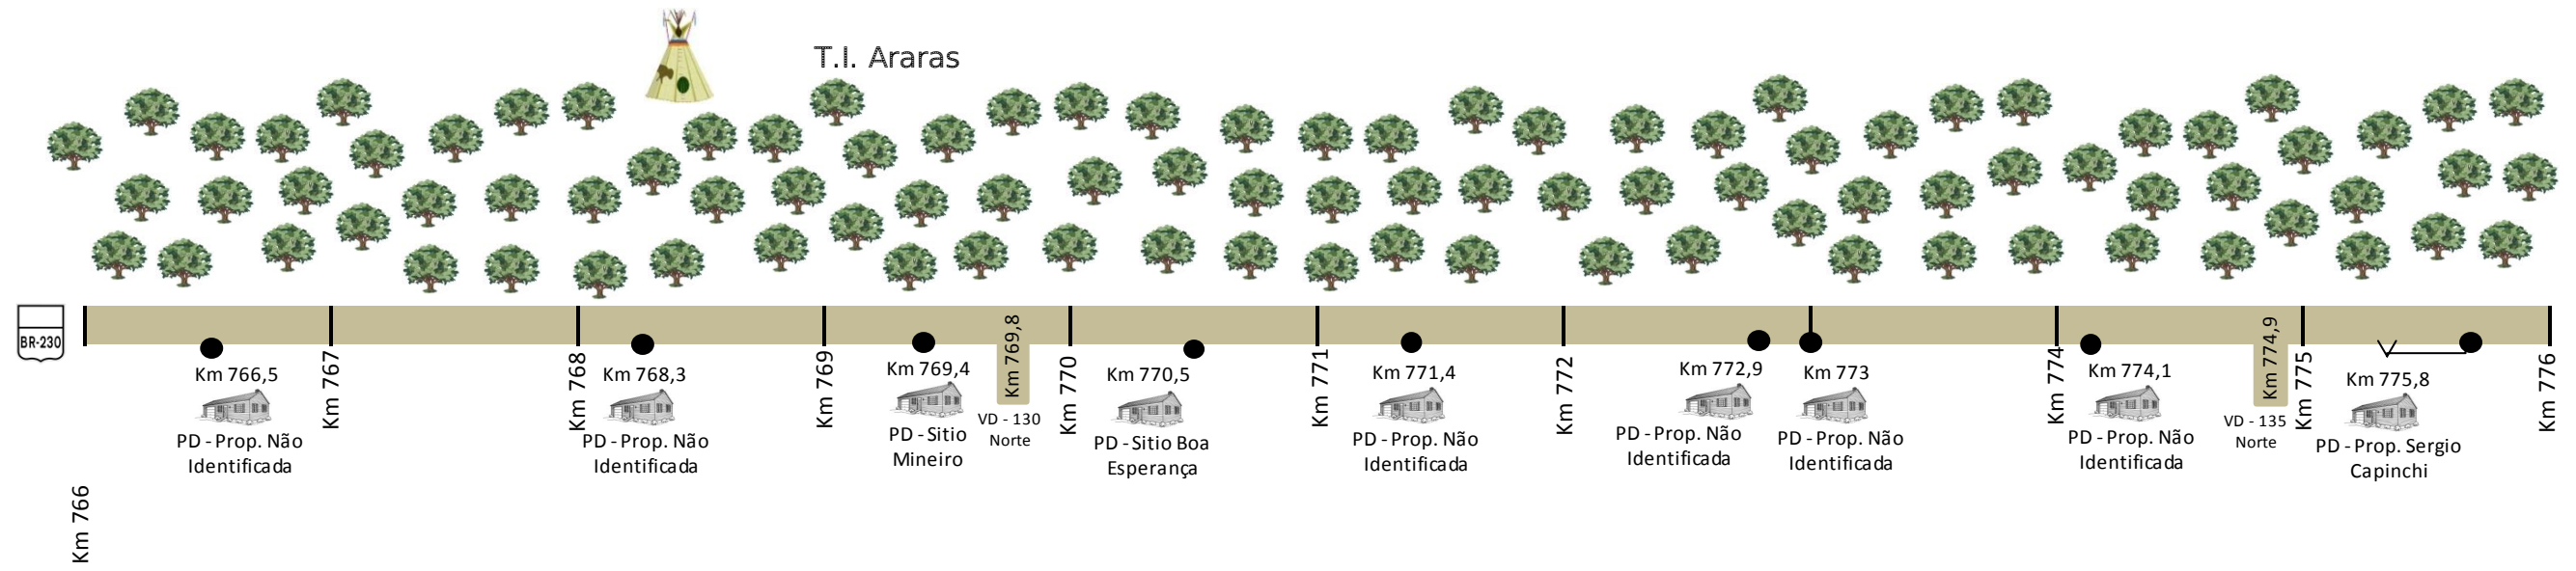 T.I. Araras
BR-230
Km 766
Km 766,5
PD - Prop. Não
Identificada
Km 767
Km 768
Km 768,3
PD - Prop. Não
Identificada
Km 769
Km 769,4
PD - Sitio
Mineiro
Km 769,8
VD - 130
Norte
Km 770
Km 770,5
PD - Sitio Boa
Esperança
Km 771
Km 771,4
PD - Prop. Não
Identificada
Km 772
Km 772,9
PD - Prop. Não
Identificada
Km 773
PD - Prop. Não
Identificada
Km 774
Km 774,1
PD - Prop. Não
Identificada
Km 774,9
VD - 135
Norte
Km 775
Km 775,8
PD - Prop. Sergio
Capinchi
Km 776